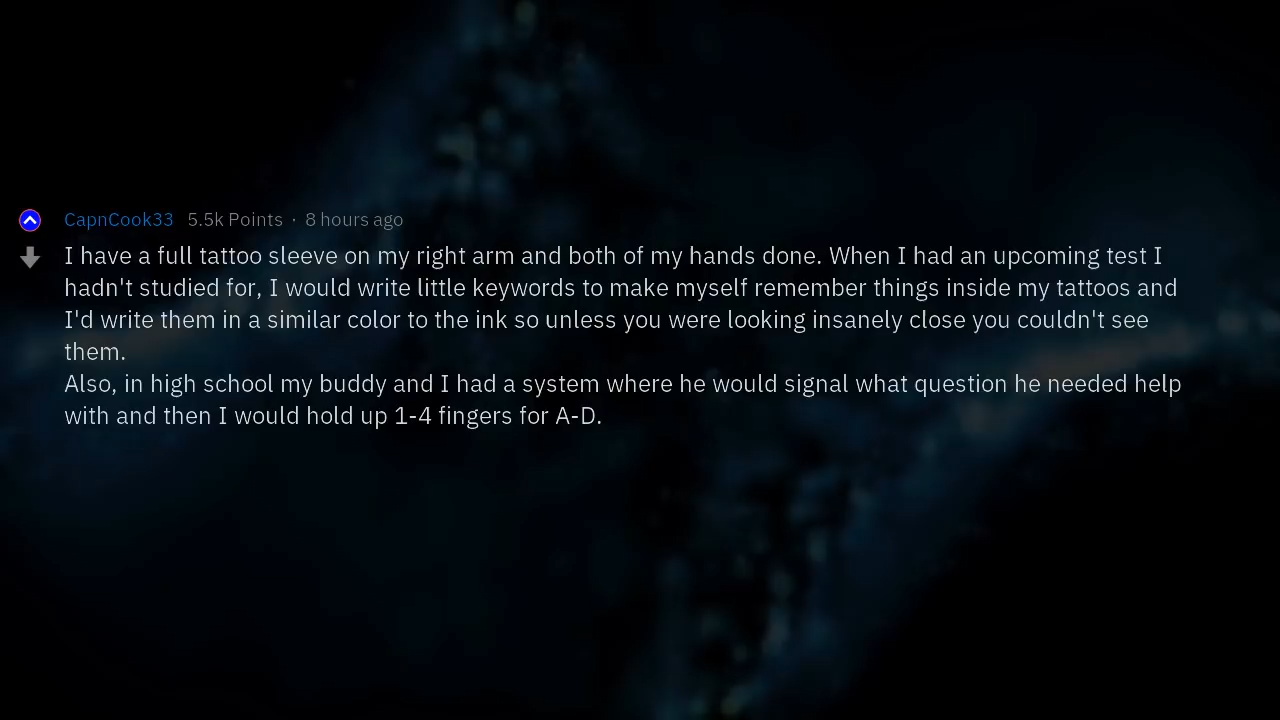 CapnCook33 5.5k Points · 8 hours ago
I have a full tattoo sleeve on my right arm and both of my hands done. When I had an upcoming test I
hadn't studied for, I would write little keywords to make myself remember things inside my tattoos and
I'd write them in a similar color to the ink so unless you were looking insanely close you couldn't see
them.
Also, in high school my buddy and I had a system where he would signal what question he needed help
with and then I would hold up 1-4 fingers for A-D.